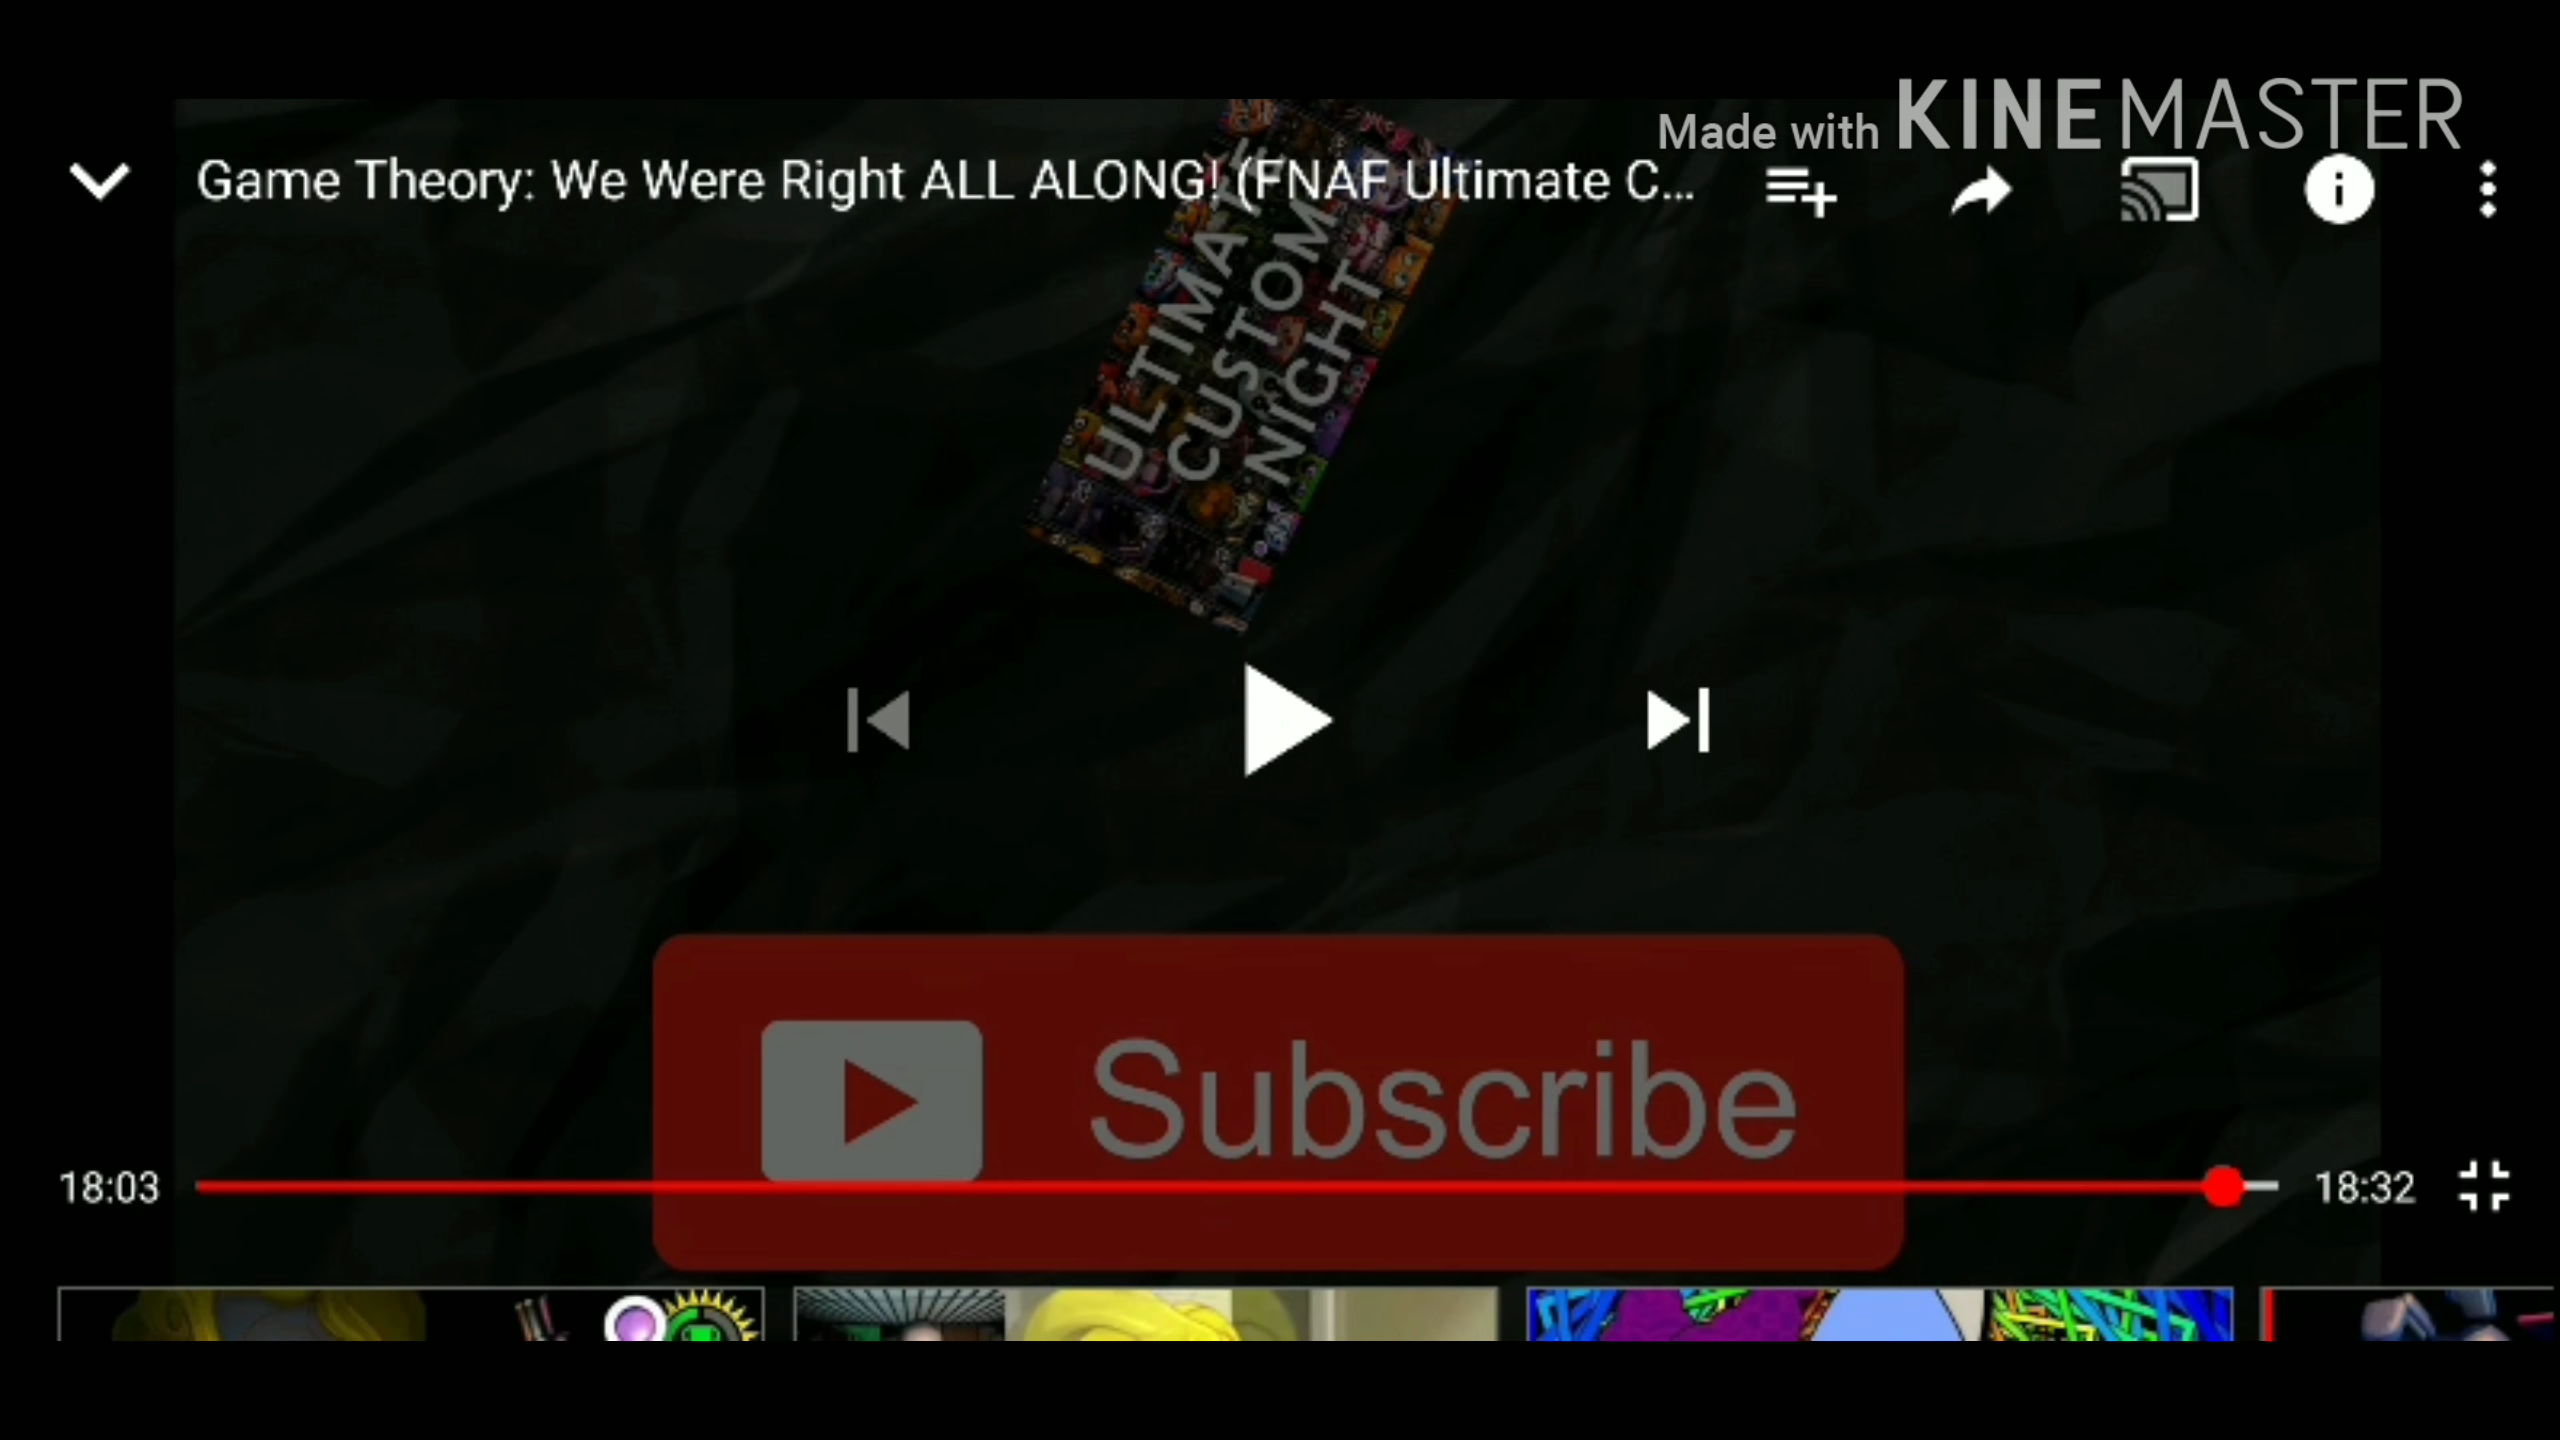 Made with KINEMASTER
Game Theory: We Were Right ALL ALONG! (FNAF Ultimate C...
ULTIMATE
CUSTOM
NIGHT
Subscribe
18:03
18:32